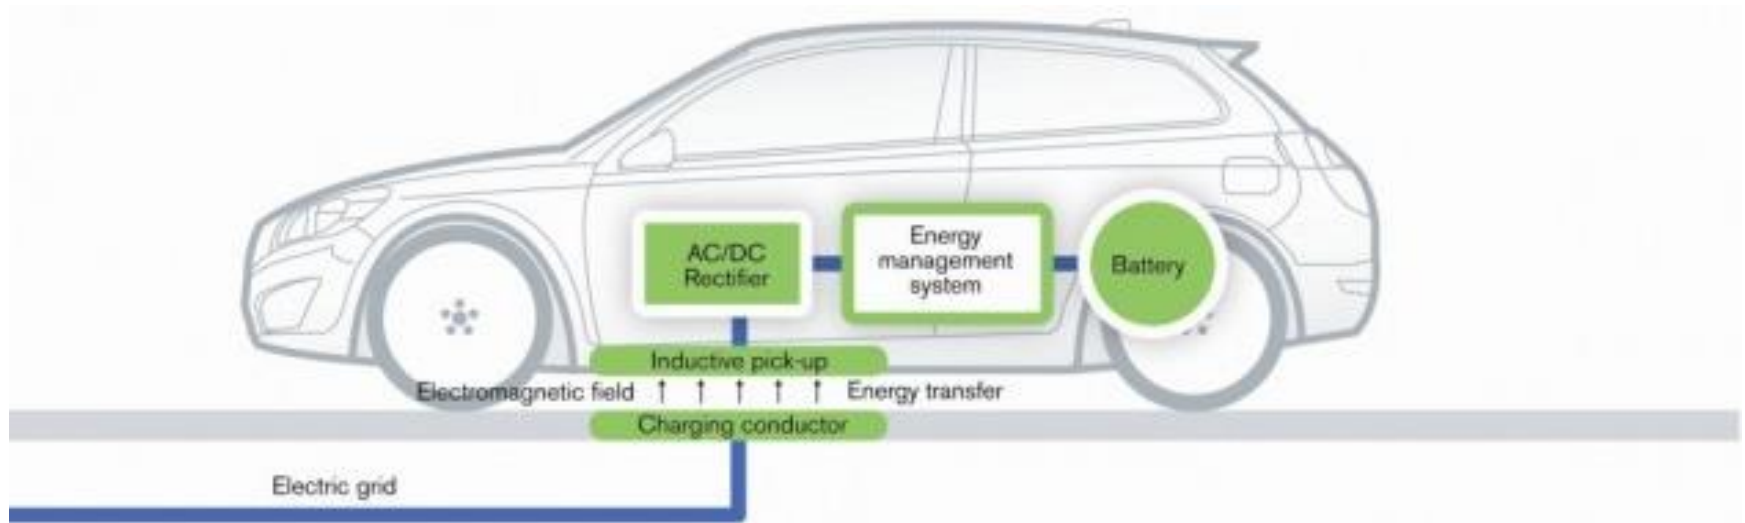 AC/DC
Rectifier
Energy
management
system
Battery
Inductive pick-up
Electromagnetic field
Energy transfer
Charging conductor
Electric grid